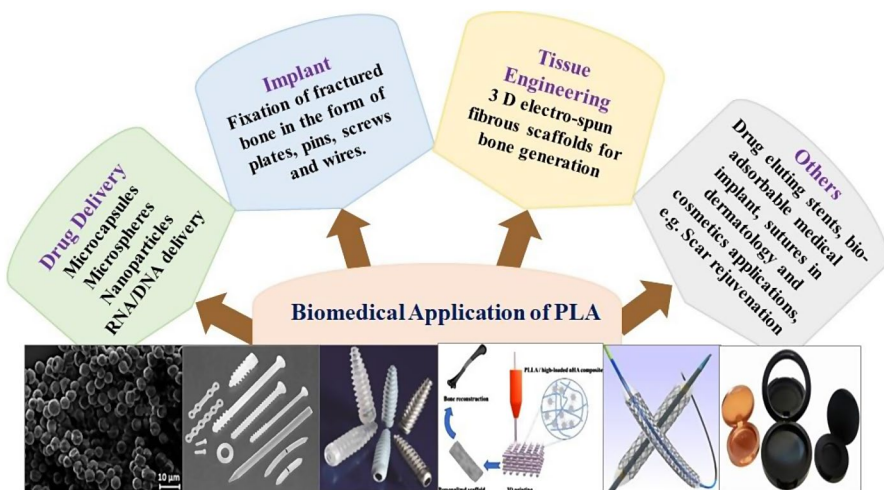 Drug Delivery
Microcapsules
Microspheres
Nanoparticles
RNA/DNA delivery
Implant
Fixation of fractured
bone in the form of
plates, pins, screws
and wires.
Tissue
Engineering
3 D electro-spun
fibrous scaffolds for
bone generation
Others
Drug eluting stents, bio-
adsorbable medical
implant, sutures in
dermatology and
cosmetics applications,
e.g. Scar rejuvenation
Biomedical Application of PLA
10 µm
Bone reconstruction
PLLA / high-loaded nHA composite
scaffold
3D printing